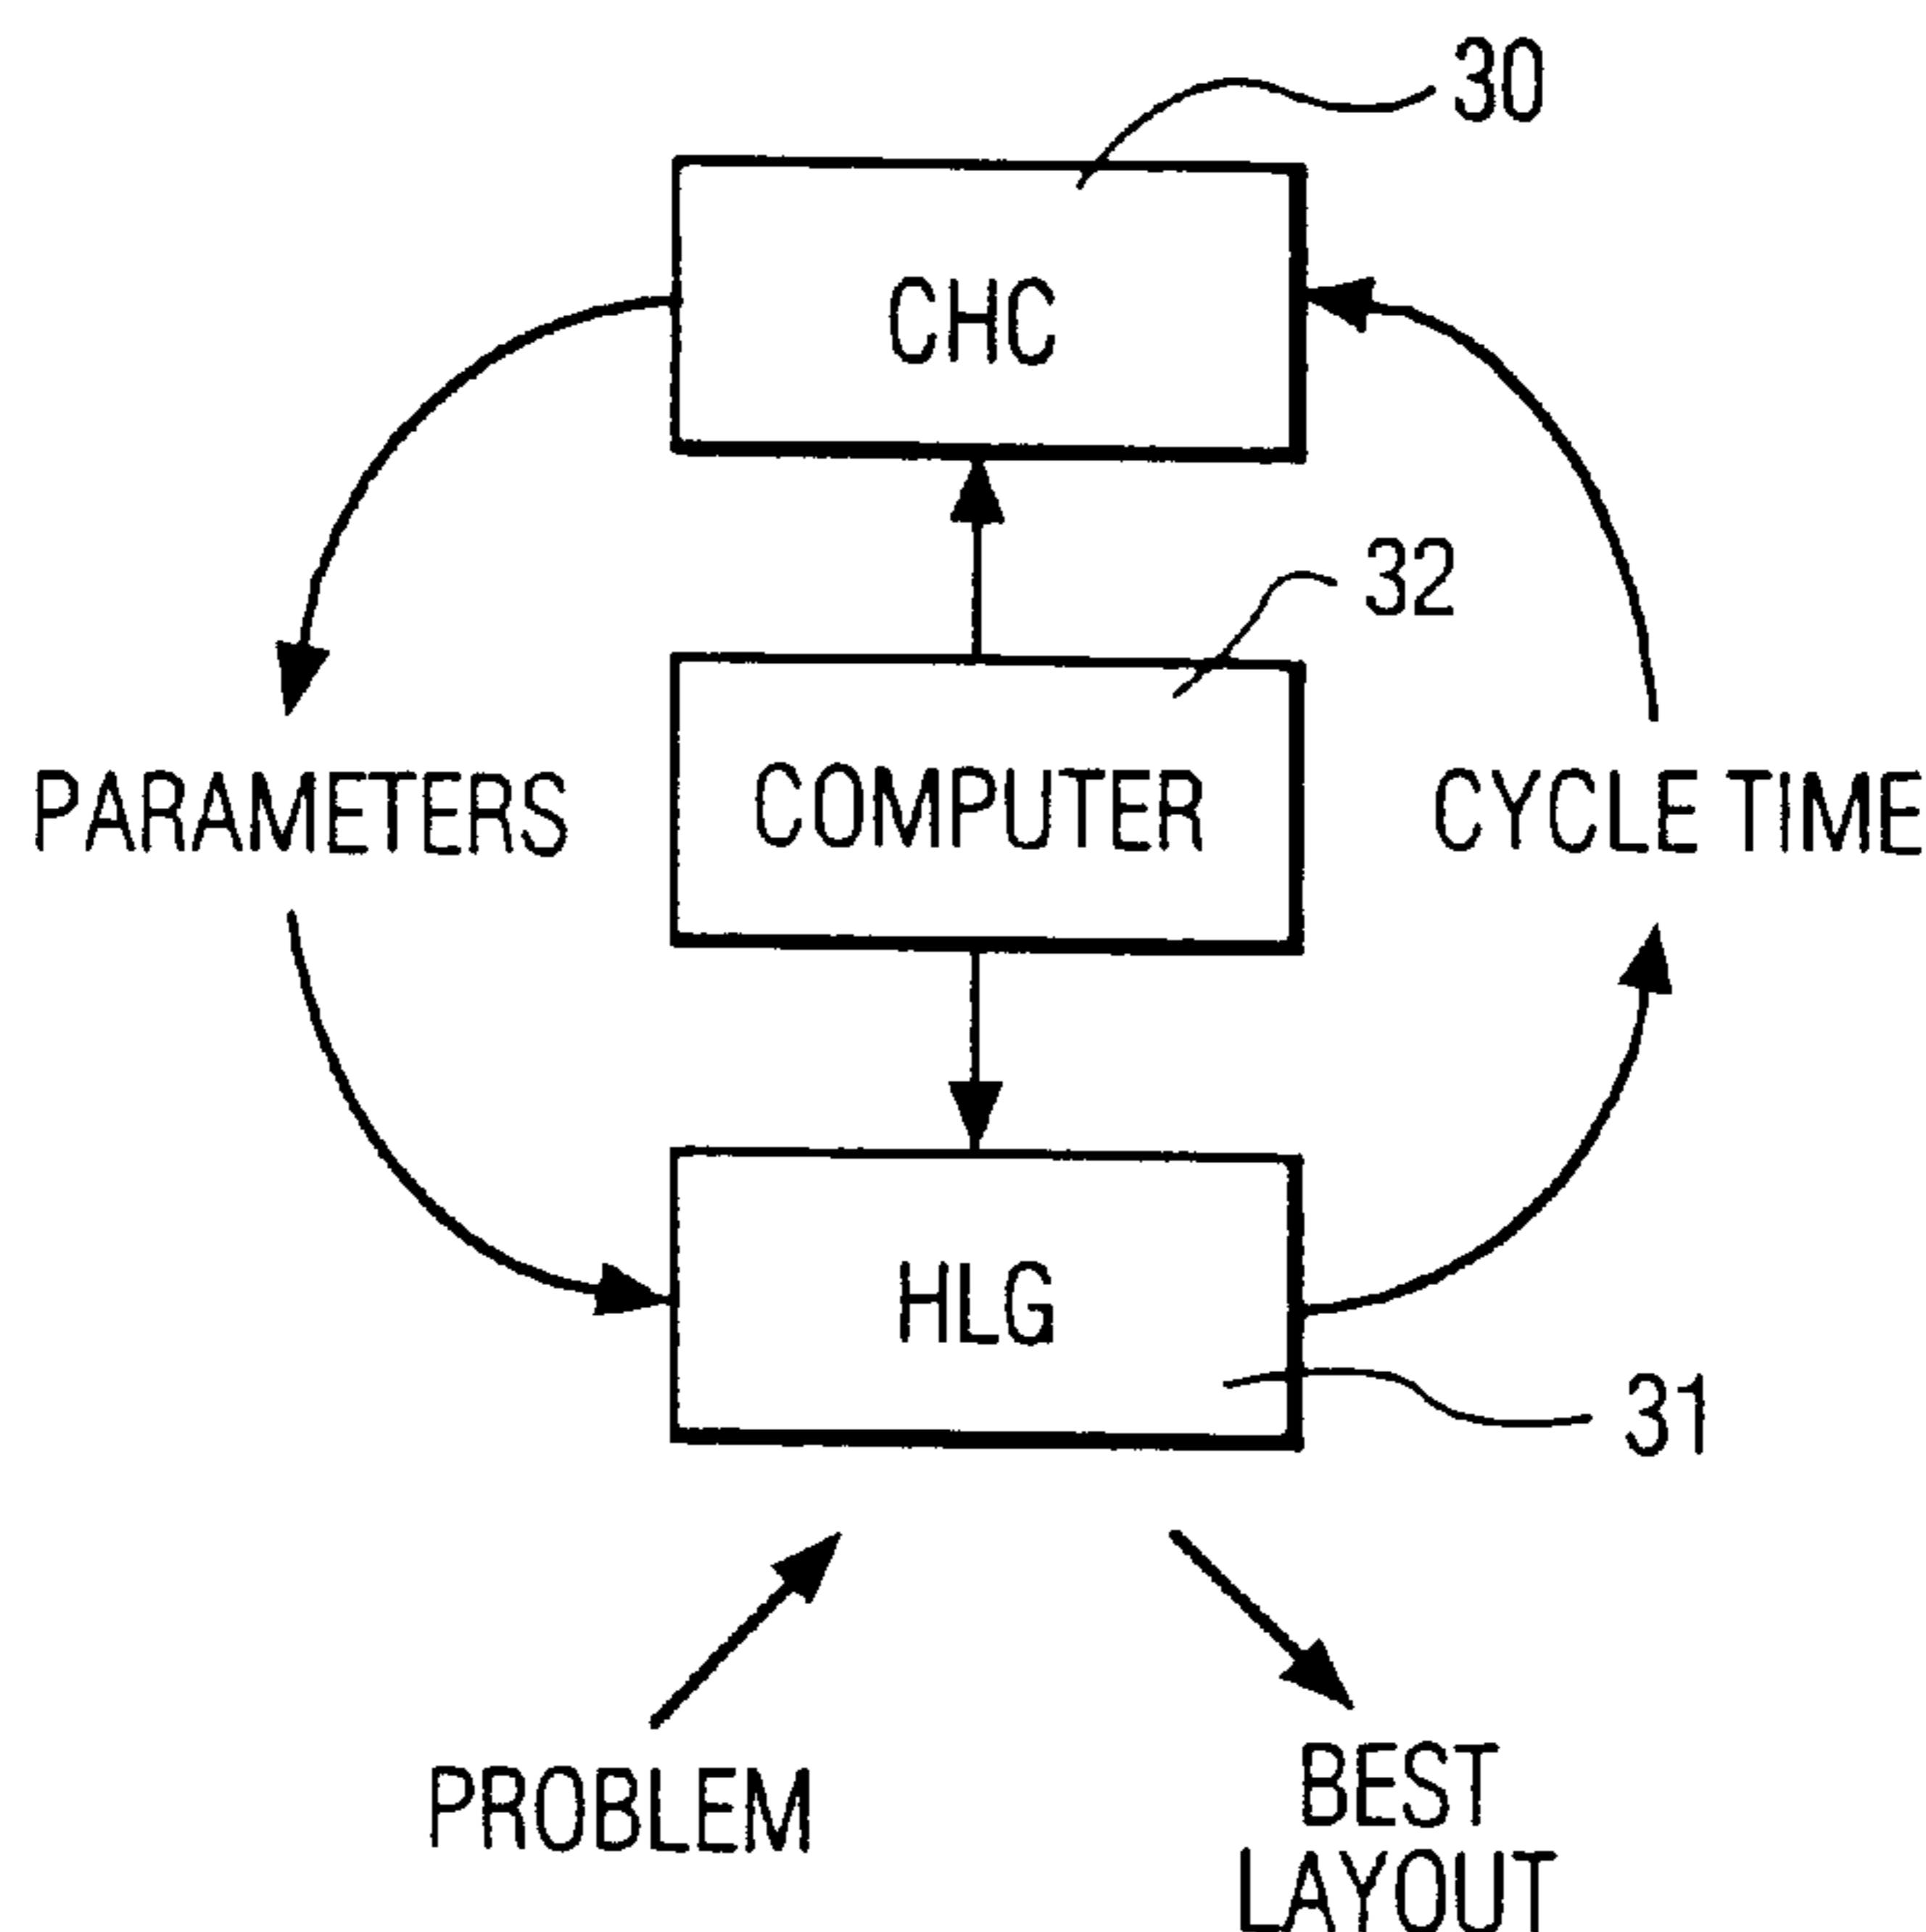 30
CHC
32
PARAMETERS
COMPUTER
CYCLE TIME
HLG
31
PROBLEM
BEST
LAYOUT